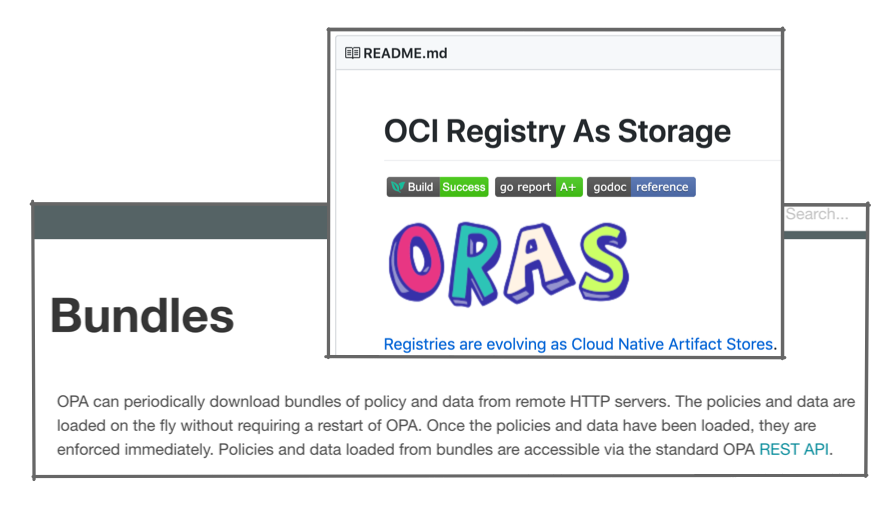 README.md
OCI Registry As Storage
Build Success go report A+ godoc reference
ORAS
Registries are evolving as Cloud Native Artifact Stores.
Search...
Bundles
OPA can periodically download bundles of policy and data from remote HTTP servers. The policies and data are
loaded on the fly without requiring a restart of OPA. Once the policies and data have been loaded, they are
enforced immediately. Policies and data loaded from bundles are accessible via the standard OPA REST API.